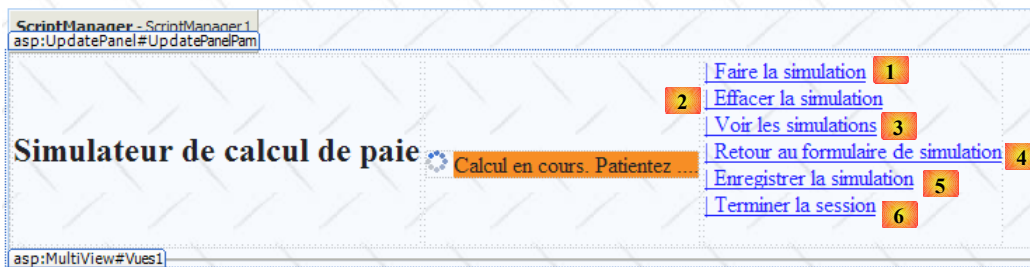 ScriptManager - ScriptManager1
asp:UpdatePanel#UpdatePanelPam
| Faire la simulation 1
2 | Effacer la simulation
| Voir les simulations 3
Simulateur de calcul de paie Calcul en cours. Patientez .... | Retour au formulaire de simulation 4
| Enregistrer la simulation 5
| Terminer la session 6
asp:MultiView#Vues1